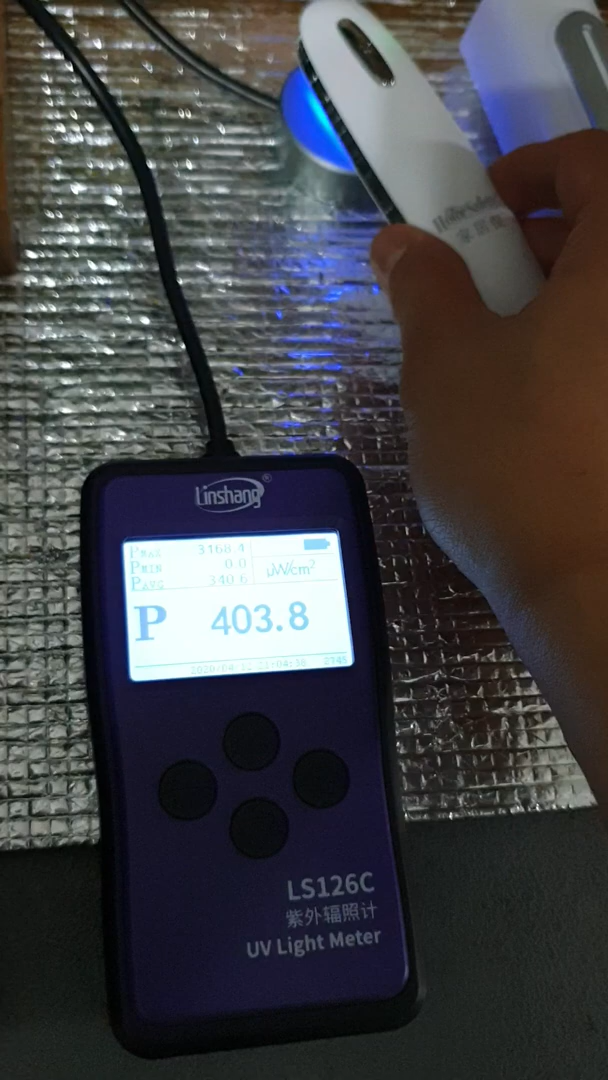 Linshang®
PMAX 3168.4
PMIN 0.0
PAVG 340.6
μW/cm²
P 403.8
LS126C
紫外辐照计
UV Light Meter